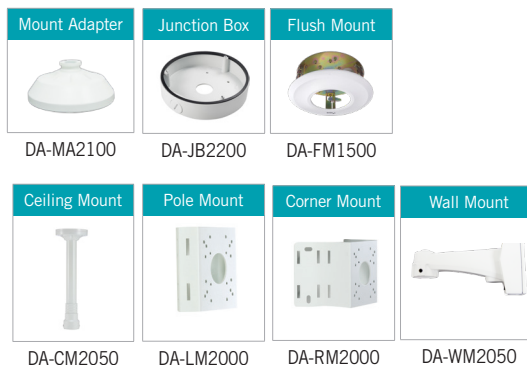 Mount Adapter
Junction Box
Flush Mount
DA-MA2100
DA-JB2200
DA-FM1500
Ceiling Mount
Pole Mount
Corner Mount
Wall Mount
DA-CM2050
DA-LM2000
DA-RM2000
DA-WM2050